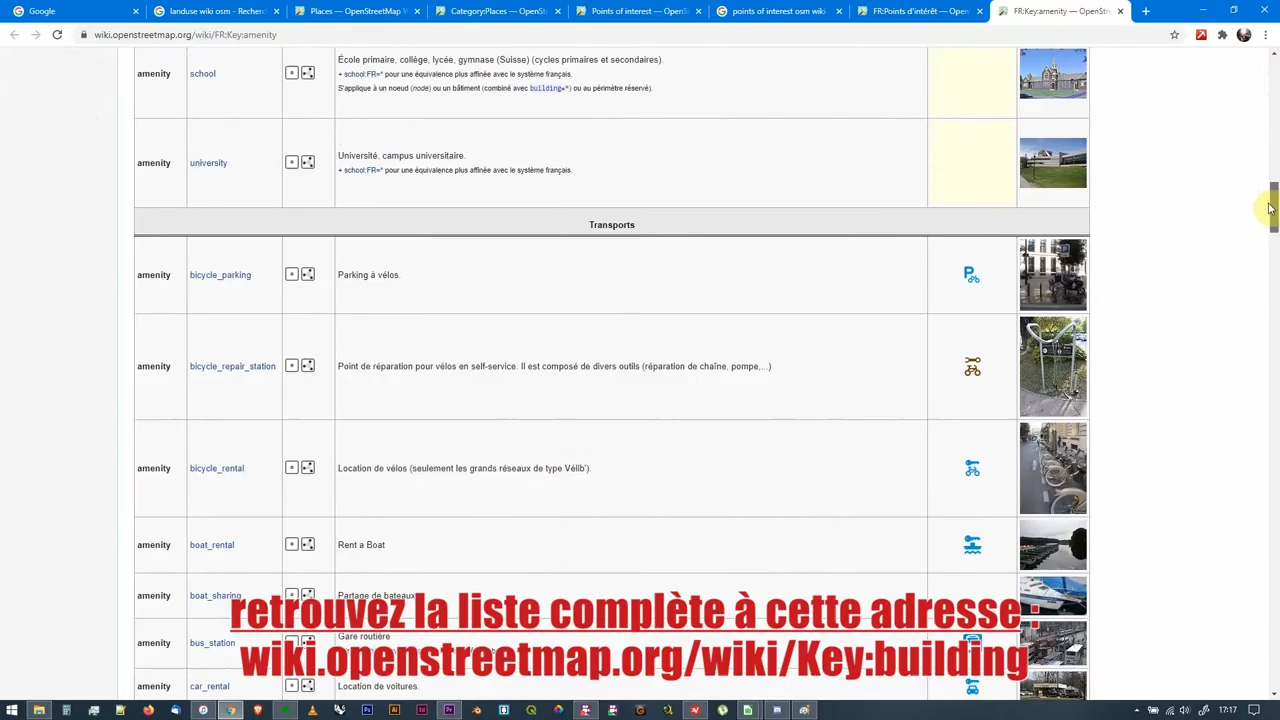 Google
landuse wiki osm - Recherc
Places — OpenStreetMap W
Category:Places — OpenSt
Points of interest — OpenS
points of interest osm wiki
FR:Points d'intérêt — Open
FR:Key:amenity — OpenStre
wiki.openstreetmap.org/wiki/FR:Key:amenity
École primaire, collège, lycée, gymnase (Suisse) (cycles primaires et secondaires).
amenity school + school:FR=* pour une équivalence plus affinée avec le système français.
S'applique à un noeud (node) ou un bâtiment (combiné avec building=*) ou au périmètre réservé).
amenity university Université, campus universitaire.
+ school:FR=* pour une équivalence plus affinée avec le système français.
Transports
amenity bicycle_parking Parking à vélos.
amenity bicycle_repair_station Point de réparation pour vélos en self-service. Il est composé de divers outils (réparation de chaîne, pompe,...)
amenity bicycle_rental Location de vélos (seulement les grands réseaux de type Vélib').
amenity boat_rental Rent a Boat
amenity boat_sharing Partage de bateaux
retrouvez la liste complète à cette adresse :
amenity bus_station Gare routière
wiki.openstreetmap.org/wiki/Key:building
amenity car_rental Location de voitures.
17:17